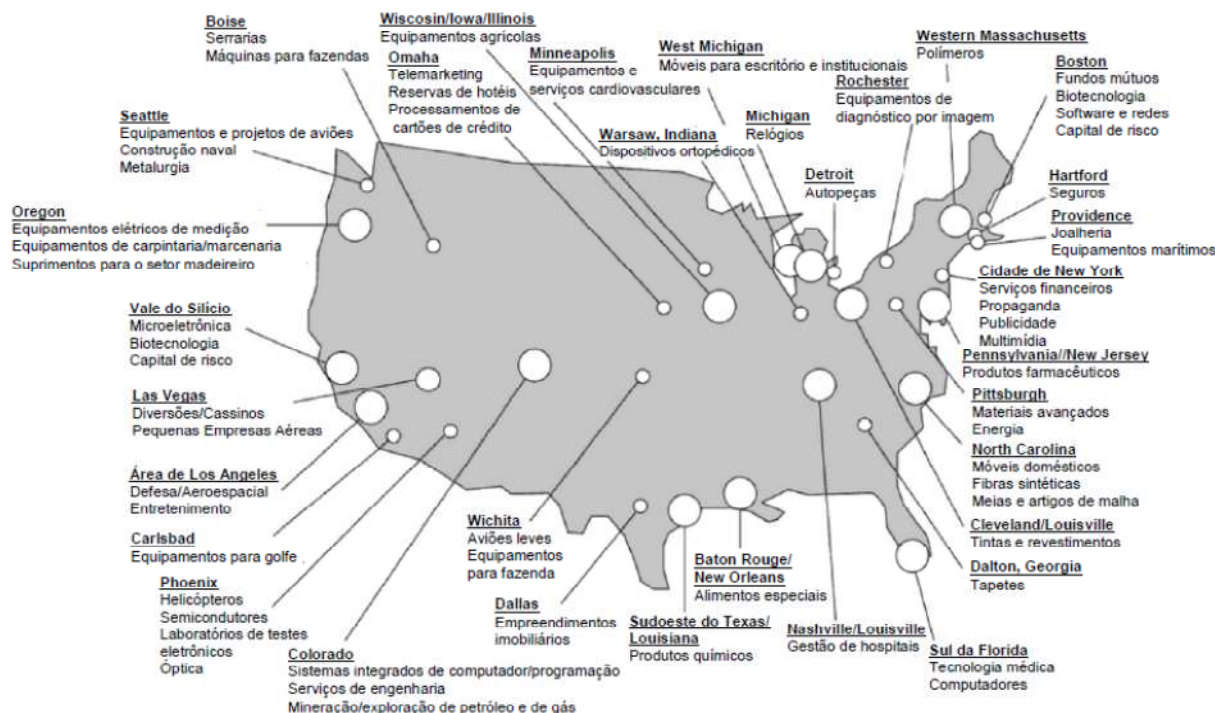 Boise
Serrarias
Máquinas para fazendas
Wiscosin/Iowa/Illinois
Equipamentos agrícolas
Omaha
Telemarketing
Reservas de hotéis
Processamentos de
cartões de crédito
Minneapolis
Equipamentos e
serviços cardiovasculares
West Michigan
Móveis para escritório e institucionais
Western Massachusetts
Polímeros
Boston
Fundos mútuos
Biotecnologia
Software e redes
Capital de risco
Rochester
Equipamentos de
diagnóstico por imagem
Michigan
Relógios
Warsaw, Indiana
Dispositivos ortopédicos
Detroit
Autopeças
Seattle
Equipamentos e projetos de aviões
Construção naval
Metalurgia
Hartford
Seguros
Providence
Joalheria
Equipamentos marítimos
Oregon
Equipamentos elétricos de medição
Equipamentos de carpintaria/marcenaria
Suprimentos para o setor madeireiro
Cidade de New York
Serviços financeiros
Propaganda
Publicidade
Multimídia
Vale do Silício
Microeletrônica
Biotecnologia
Capital de risco
Pennsylvania//New Jersey
Produtos farmacêuticos
Las Vegas
Diversões/Cassinos
Pequenas Empresas Aéreas
Pittsburgh
Materiais avançados
Energia
North Carolina
Móveis domésticos
Fibras sintéticas
Meias e artigos de malha
Área de Los Angeles
Defesa/Aeroespacial
Entretenimento
Carlsbad
Equipamentos para golfe
Wichita
Aviões leves
Equipamentos
para fazenda
Cleveland/Louisville
Tintas e revestimentos
Baton Rouge/
New Orleans
Alimentos especiais
Dalton, Georgia
Tapetes
Phoenix
Helicópteros
Semicondutores
Laboratórios de testes
eletrônicos
Óptica
Dallas
Empreendimentos
imobiliários
Sudoeste do Texas/
Louisiana
Produtos químicos
Nashville/Louisville
Gestão de hospitais
Sul da Florida
Tecnologia médica
Computadores
Colorado
Sistemas integrados de computador/programação
Serviços de engenharia
Mineração/exploração de petróleo e de gás